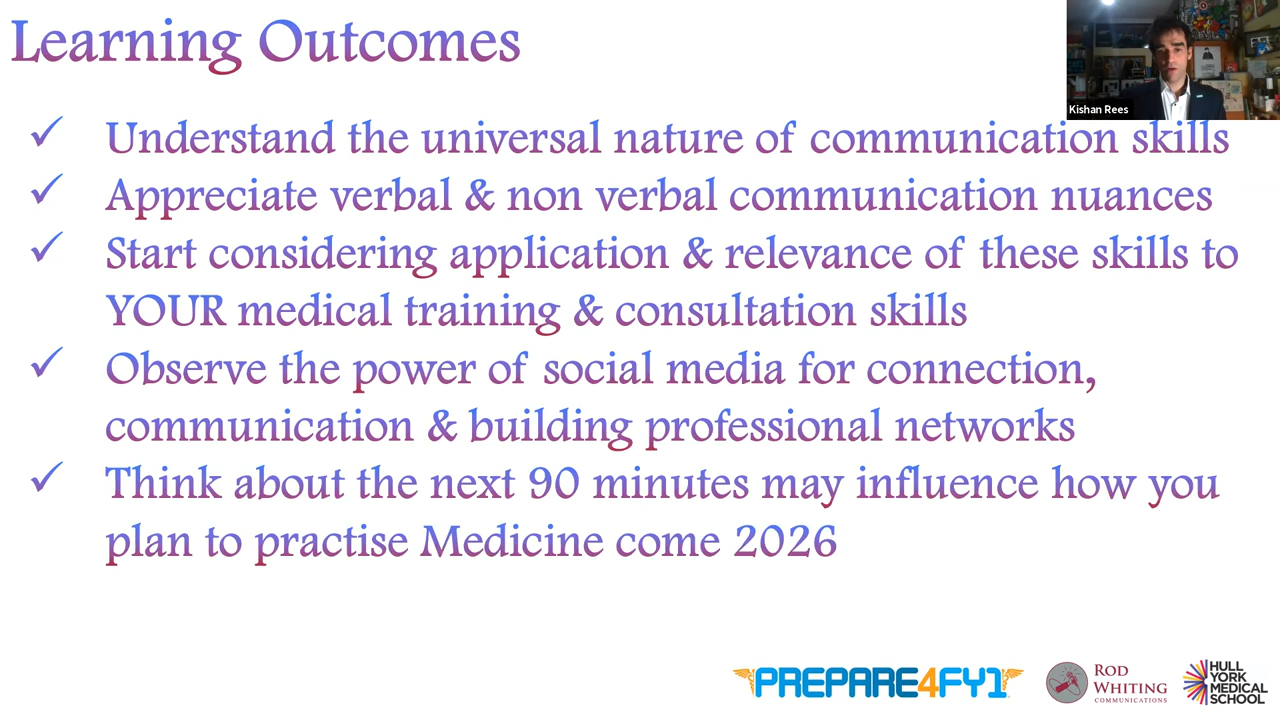 Learning Outcomes
Kishan Rees
✓ Understand the universal nature of communication skills
✓ Appreciate verbal & non verbal communication nuances
✓ Start considering application & relevance of these skills to
YOUR medical training & consultation skills
✓ Observe the power of social media for connection,
communication & building professional networks
✓ Think about the next 90 minutes may influence how you
plan to practise Medicine come 2026
PREPARE4FY1
ROD
WHITING
COMMUNICATIONS
HULL
YORK
MEDICAL
SCHOOL